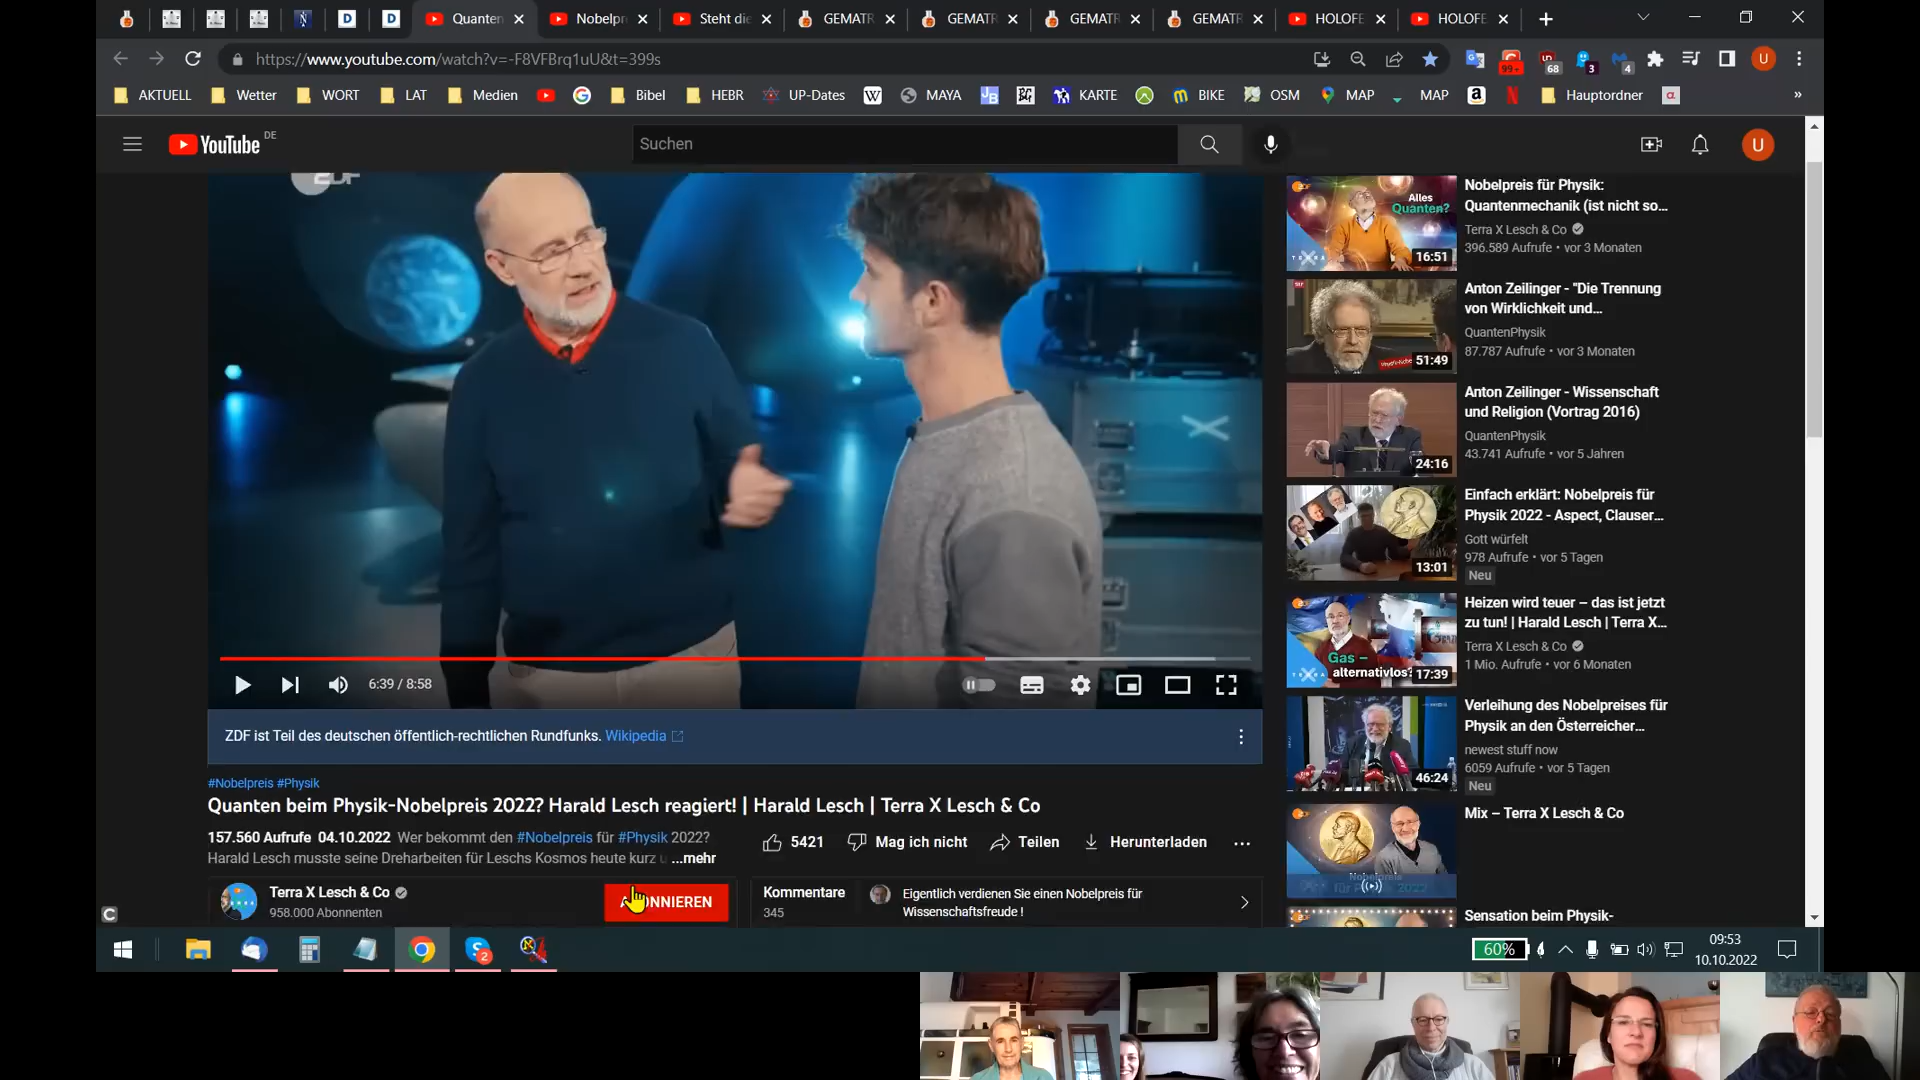 Quanten
Nobelpr
Steht die
GEMATR
GEMATR
GEMATR
GEMATR
HOLOFE
HOLOFE
https://www.youtube.com/watch?v=-F8VFBrq1uU&t=399s
99+
68
3
4
U
AKTUELL
Wetter
WORT
LAT
Medien
Bibel
HEBR
UP-Dates
MAYA
KARTE
BIKE
OSM
MAP
MAP
Hauptordner
YouTube DE
Suchen
U
ZDF
6:39 / 8:58
ZDF ist Teil des deutschen öffentlich-rechtlichen Rundfunks. Wikipedia
#Nobelpreis #Physik
Quanten beim Physik-Nobelpreis 2022? Harald Lesch reagiert! | Harald Lesch | Terra X Lesch & Co
157.560 Aufrufe 04.10.2022 Wer bekommt den #Nobelpreis für #Physik 2022?
Harald Lesch musste seine Dreharbeiten für Leschs Kosmos heute kurz u ...mehr
5421
Mag ich nicht
Teilen
Herunterladen
Terra X Lesch & Co
958.000 Abonnenten
Kommentare
345
Eigentlich verdienen Sie einen Nobelpreis für
Wissenschaftsfreude !
Alles
Quanten?
16:51
Nobelpreis für Physik:
Quantenmechanik (ist nicht so...
Terra X Lesch & Co
396.589 Aufrufe • vor 3 Monaten
51:49
Anton Zeilinger - "Die Trennung
von Wirklichkeit und...
QuantenPhysik
87.787 Aufrufe • vor 3 Monaten
24:16
Anton Zeilinger - Wissenschaft
und Religion (Vortrag 2016)
QuantenPhysik
43.741 Aufrufe • vor 5 Jahren
13:01
Einfach erklärt: Nobelpreis für
Physik 2022 - Aspect, Clauser...
Gott würfelt
978 Aufrufe • vor 5 Tagen
Neu
Gas –
alternativlos?
17:39
Heizen wird teuer – das ist jetzt
zu tun! | Harald Lesch | Terra X...
Terra X Lesch & Co
1 Mio. Aufrufe • vor 6 Monaten
46:24
Verleihung des Nobelpreises für
Physik an den Österreicher...
newest stuff now
6059 Aufrufe • vor 5 Tagen
Neu
Mix – Terra X Lesch & Co
Sensation beim Physik-
60%
09:53
10.10.2022